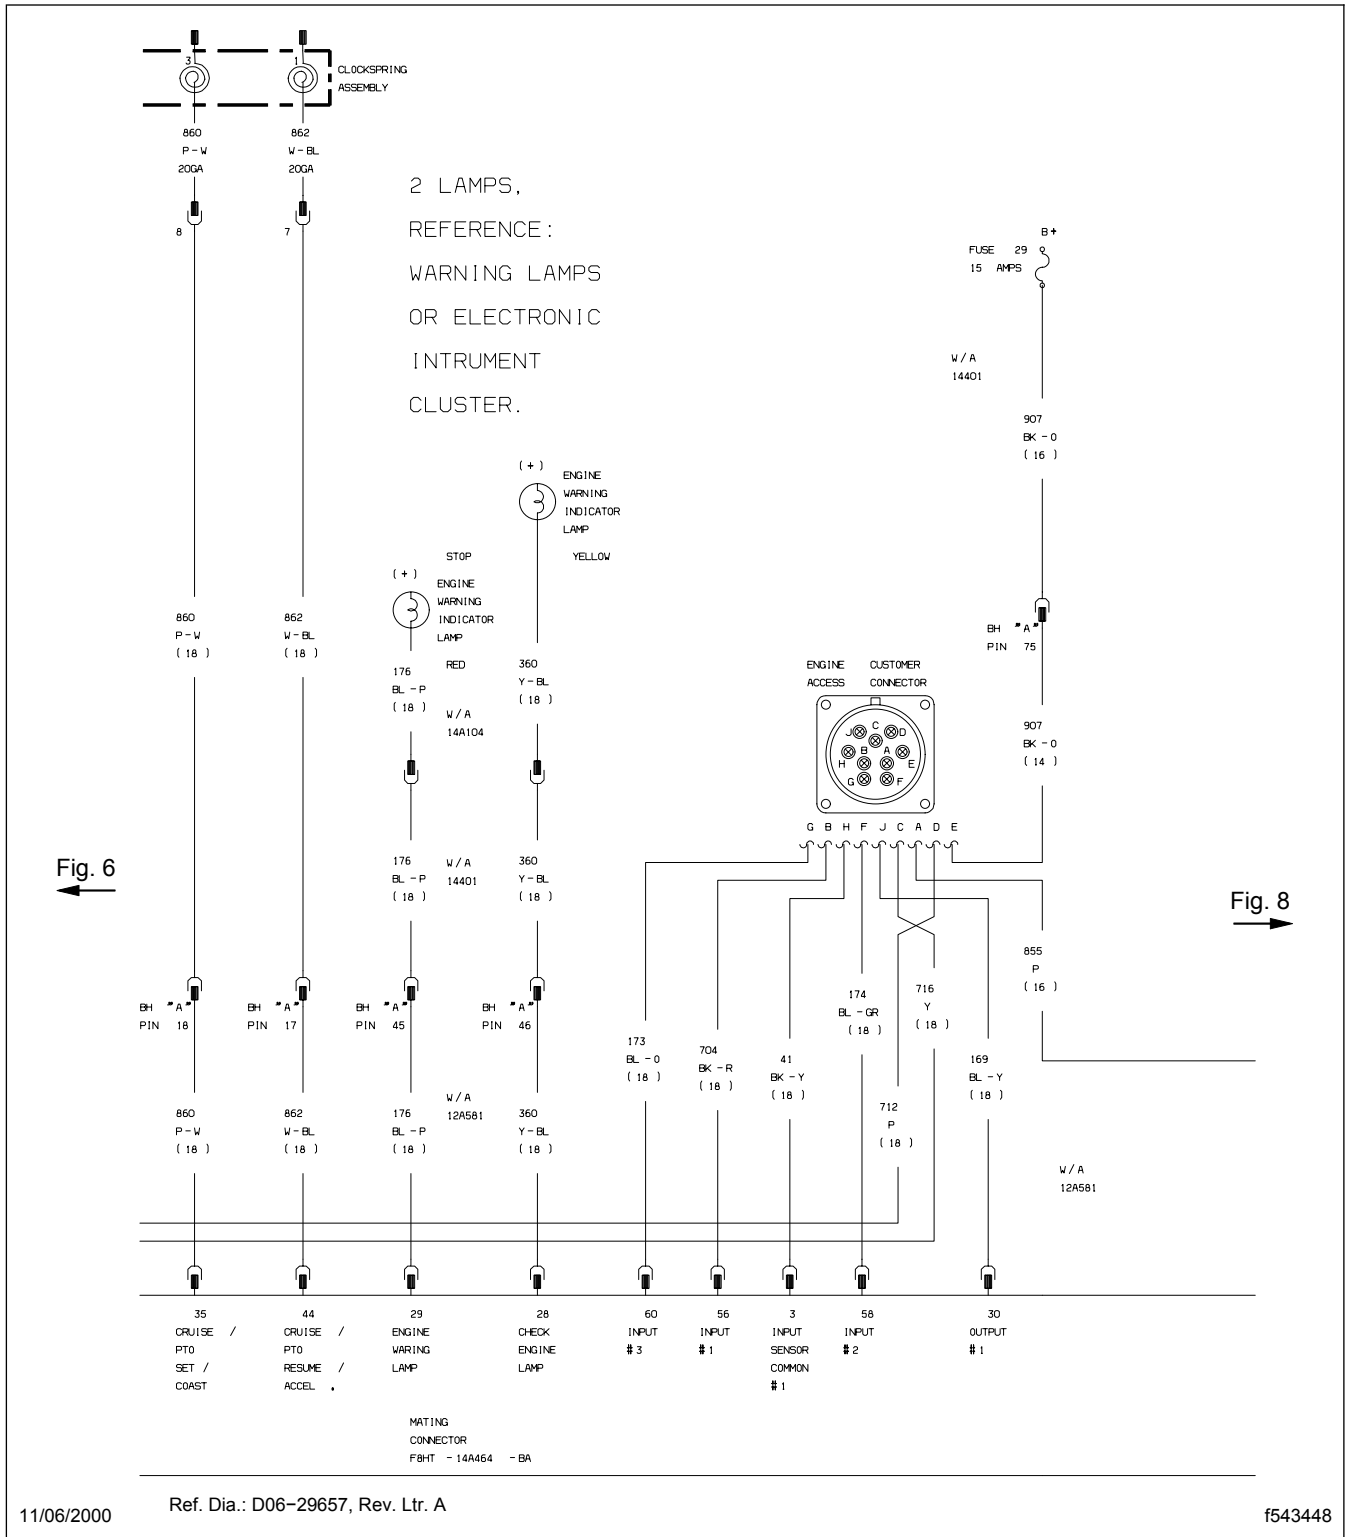 3
1
CLOCKSPRING
ASSEMBLY
860
P-W
20GA
862
W-BL
20GA
8
7
2 LAMPS,
REFERENCE:
WARNING LAMPS
OR ELECTRONIC
INTRUMENT
CLUSTER.
B+
FUSE 29
15 AMPS
W/A
14401
907
BK-O
(16)
(+)
ENGINE
WARNING
INDICATOR
LAMP
YELLOW
STOP
(+)
ENGINE
WARNING
INDICATOR
LAMP
RED
860
P-W
(18)
862
W-BL
(18)
176
BL-P
(18)
W/A
14A104
360
Y-BL
(18)
BH "A"
PIN 75
ENGINE CUSTOMER
ACCESS CONNECTOR
J C D
H B A E
G F
907
BK-O
(14)
G B H F J C A D E
Fig. 6
176
BL-P
(18)
W/A
14401
360
Y-BL
(18)
Fig. 8
855
P
(16)
BH "A"
PIN 18
BH "A"
PIN 17
BH "A"
PIN 45
BH "A"
PIN 46
173
BL-O
(18)
704
BK-R
(18)
41
BK-Y
(18)
174
BL-GR
(18)
716
Y
(18)
169
BL-Y
(18)
712
P
(18)
860
P-W
(18)
862
W-BL
(18)
176
BL-P
(18)
W/A
12A581
360
Y-BL
(18)
W/A
12A581
35
CRUISE /
PTO
SET /
COAST
44
CRUISE /
PTO
RESUME /
ACCEL .
29
ENGINE
WARING
LAMP
28
CHECK
ENGINE
LAMP
60
INPUT
#3
56
INPUT
#1
3
INPUT
SENSOR
COMMON
#1
58
INPUT
#2
30
OUTPUT
#1
MATING
CONNECTOR
F8HT -14A464 -BA
11/06/2000
Ref. Dia.: D06−29657, Rev. Ltr. A
f543448